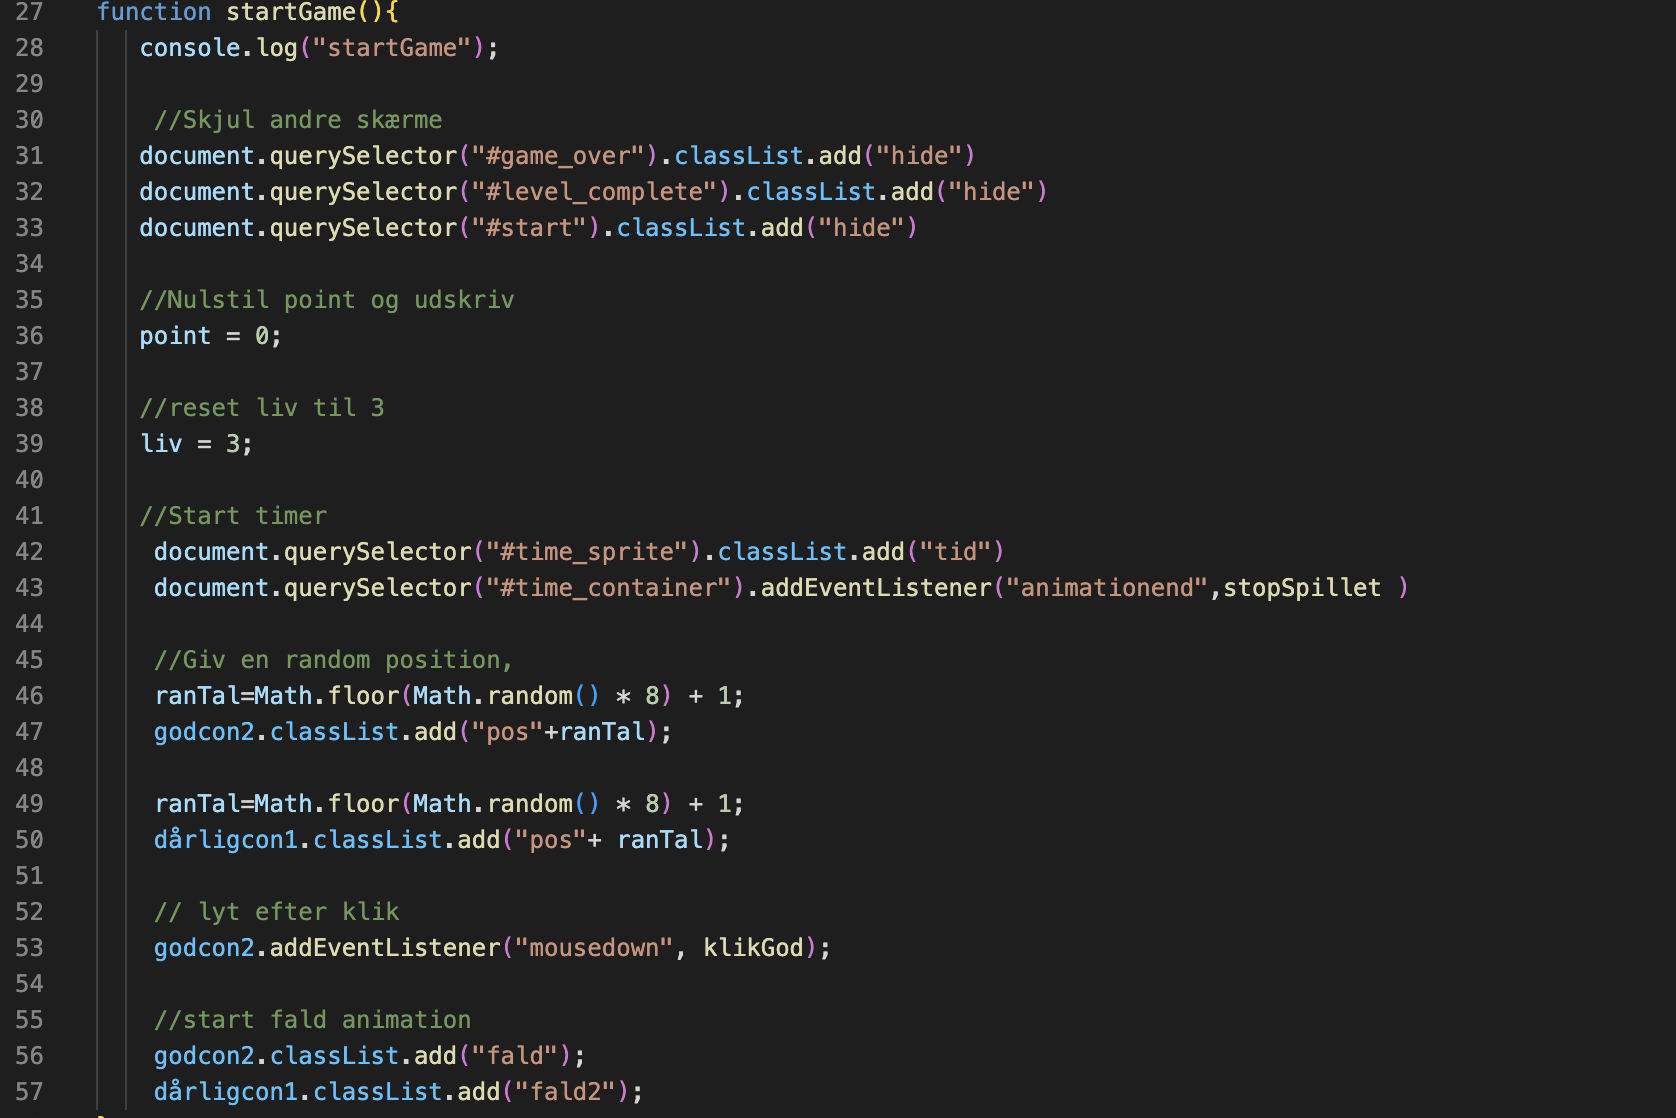 27 function startGame(){
28 console.log("startGame");
29
30 //Skjul andre skærme
31 document.querySelector("#game_over").classList.add("hide")
32 document.querySelector("#level_complete").classList.add("hide")
33 document.querySelector("#start").classList.add("hide")
34
35 //Nulstil point og udskriv
36 point = 0;
37
38 //reset liv til 3
39 liv = 3;
40
41 //Start timer
42 document.querySelector("#time_sprite").classList.add("tid")
43 document.querySelector("#time_container").addEventListener("animationend",stopSpillet )
44
45 //Giv en random position,
46 ranTal=Math.floor(Math.random() * 8) + 1;
47 godcon2.classList.add("pos"+ranTal);
48
49 ranTal=Math.floor(Math.random() * 8) + 1;
50 dårligcon1.classList.add("pos"+ ranTal);
51
52 // lyt efter klik
53 godcon2.addEventListener("mousedown", klikGod);
54
55 //start fald animation
56 godcon2.classList.add("fald");
57 dårligcon1.classList.add("fald2");